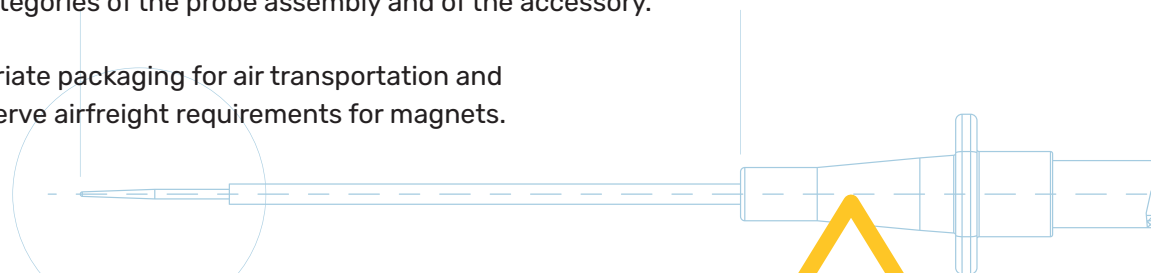 tegories of the probe assembly and of the accessory.
riate packaging for air transportation and
erve airfreight requirements for magnets.